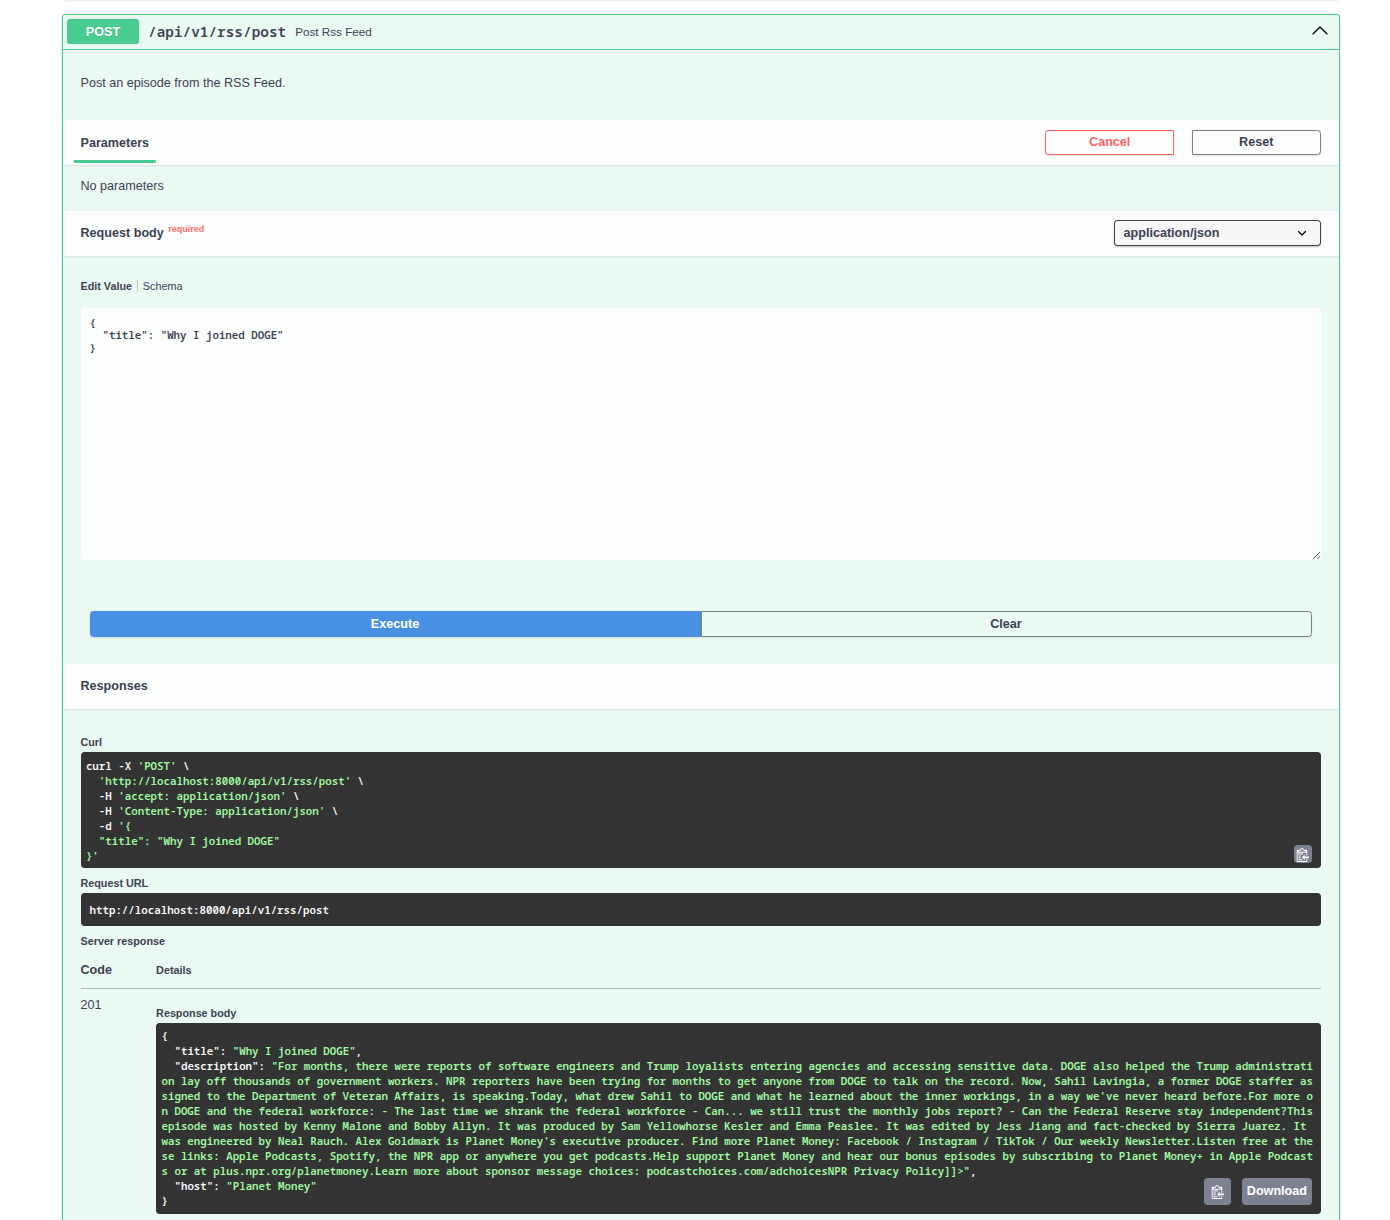 POST /api/v1/rss/post Post Rss Feed
Post an episode from the RSS Feed.
Parameters
Cancel
Reset
No parameters
Request body required
application/json
Edit Value | Schema
{
  "title": "Why I joined DOGE"
}
Execute
Clear
Responses
Curl
curl -X 'POST' \
  'http://localhost:8000/api/v1/rss/post' \
  -H 'accept: application/json' \
  -H 'Content-Type: application/json' \
  -d '{
  "title": "Why I joined DOGE"
}'
Request URL
http://localhost:8000/api/v1/rss/post
Server response
Code Details
201
Response body
{
  "title": "Why I joined DOGE",
  "description": "For months, there were reports of software engineers and Trump loyalists entering agencies and accessing sensitive data. DOGE also helped the Trump administrati
on lay off thousands of government workers. NPR reporters have been trying for months to get anyone from DOGE to talk on the record. Now, Sahil Lavingia, a former DOGE staffer as
signed to the Department of Veteran Affairs, is speaking.Today, what drew Sahil to DOGE and what he learned about the inner workings, in a way we've never heard before.For more o
n DOGE and the federal workforce: - The last time we shrank the federal workforce - Can... we still trust the monthly jobs report? - Can the Federal Reserve stay independent?This
episode was hosted by Kenny Malone and Bobby Allyn. It was produced by Sam Yellowhorse Kesler and Emma Peaslee. It was edited by Jess Jiang and fact-checked by Sierra Juarez. It
was engineered by Neal Rauch. Alex Goldmark is Planet Money's executive producer. Find more Planet Money: Facebook / Instagram / TikTok / Our weekly Newsletter.Listen free at the
se links: Apple Podcasts, Spotify, the NPR app or anywhere you get podcasts.Help support Planet Money and hear our bonus episodes by subscribing to Planet Money+ in Apple Podcast
s or at plus.npr.org/planetmoney.Learn more about sponsor message choices: podcastchoices.com/adchoicesNPR Privacy Policy]]>",
  "host": "Planet Money"
}
Download